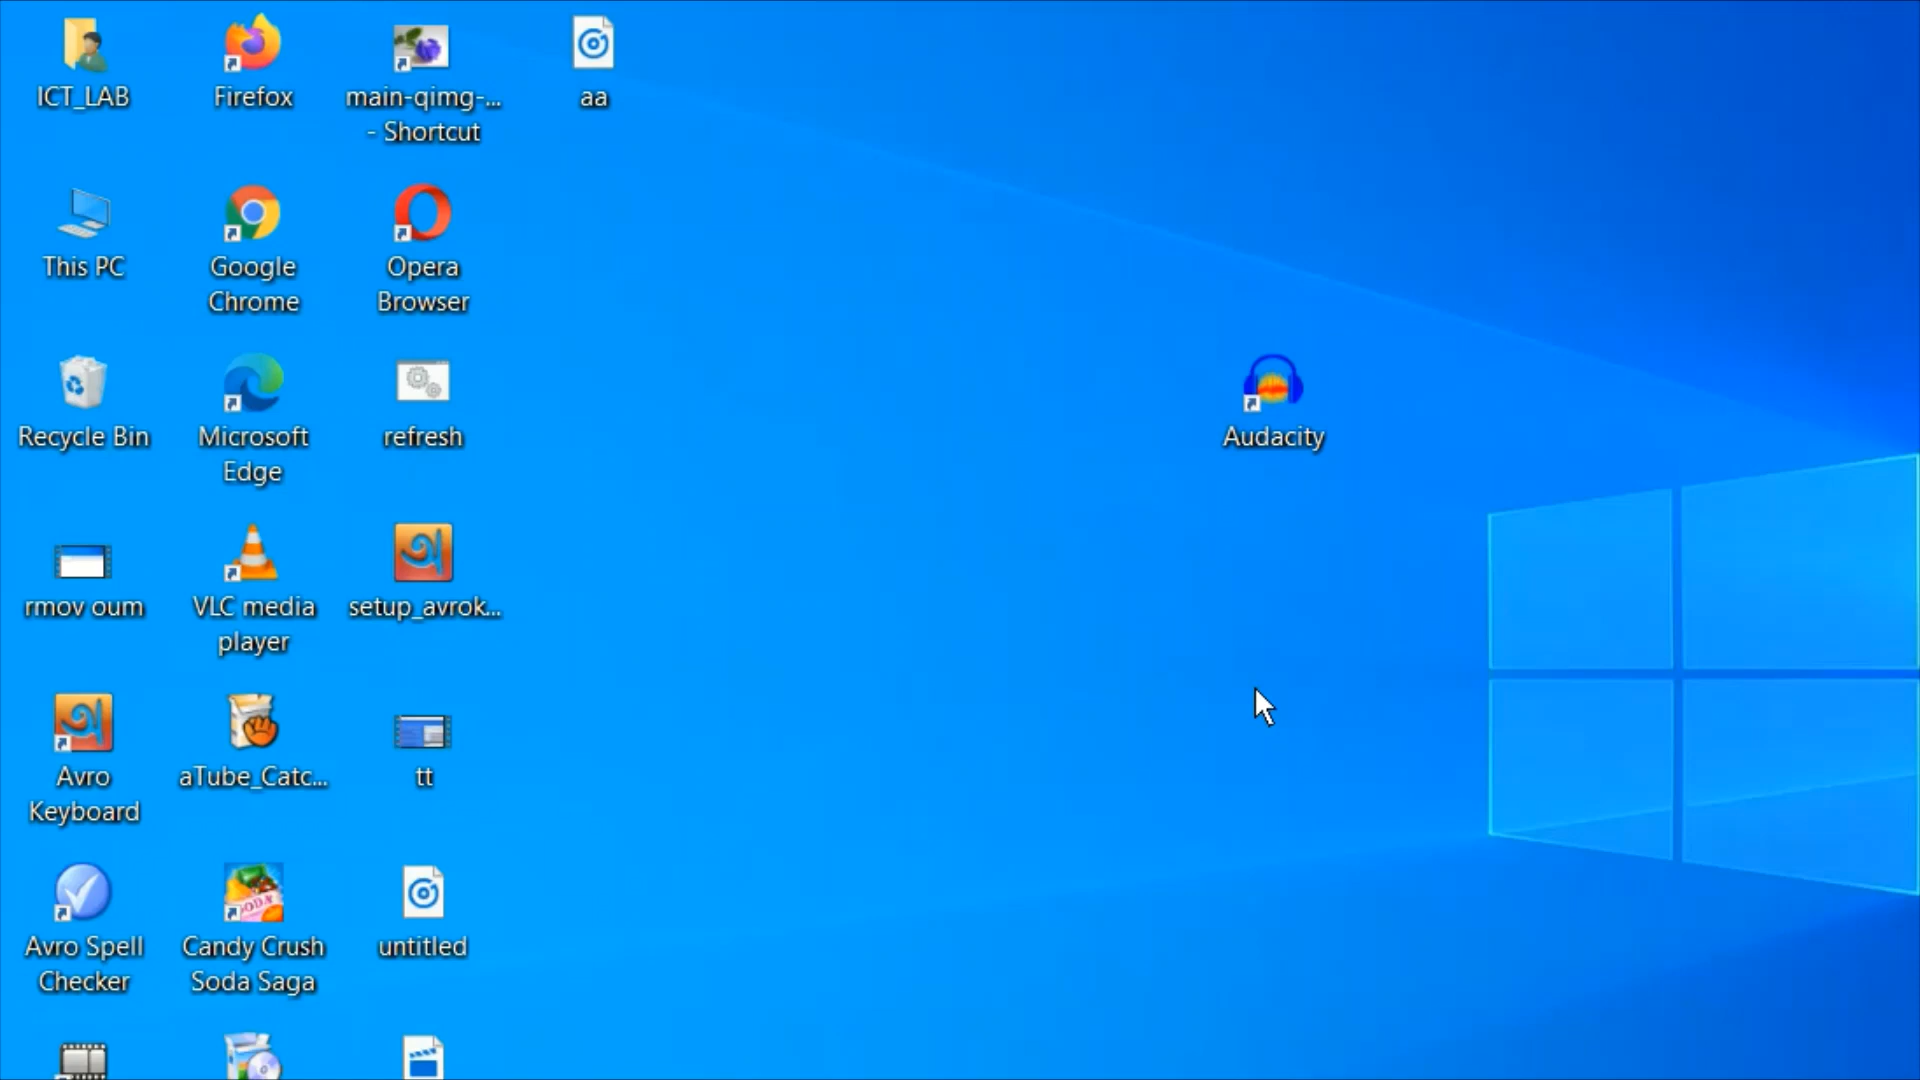 ICT_LAB
Firefox
main-qimg-...
- Shortcut
aa
This PC
Google
Chrome
Opera
Browser
Recycle Bin
Microsoft
Edge
refresh
Audacity
rmov oum
VLC media
player
setup_avrok...
Avro
Keyboard
aTube_Catc...
tt
Avro Spell
Checker
Candy Crush
Soda Saga
untitled